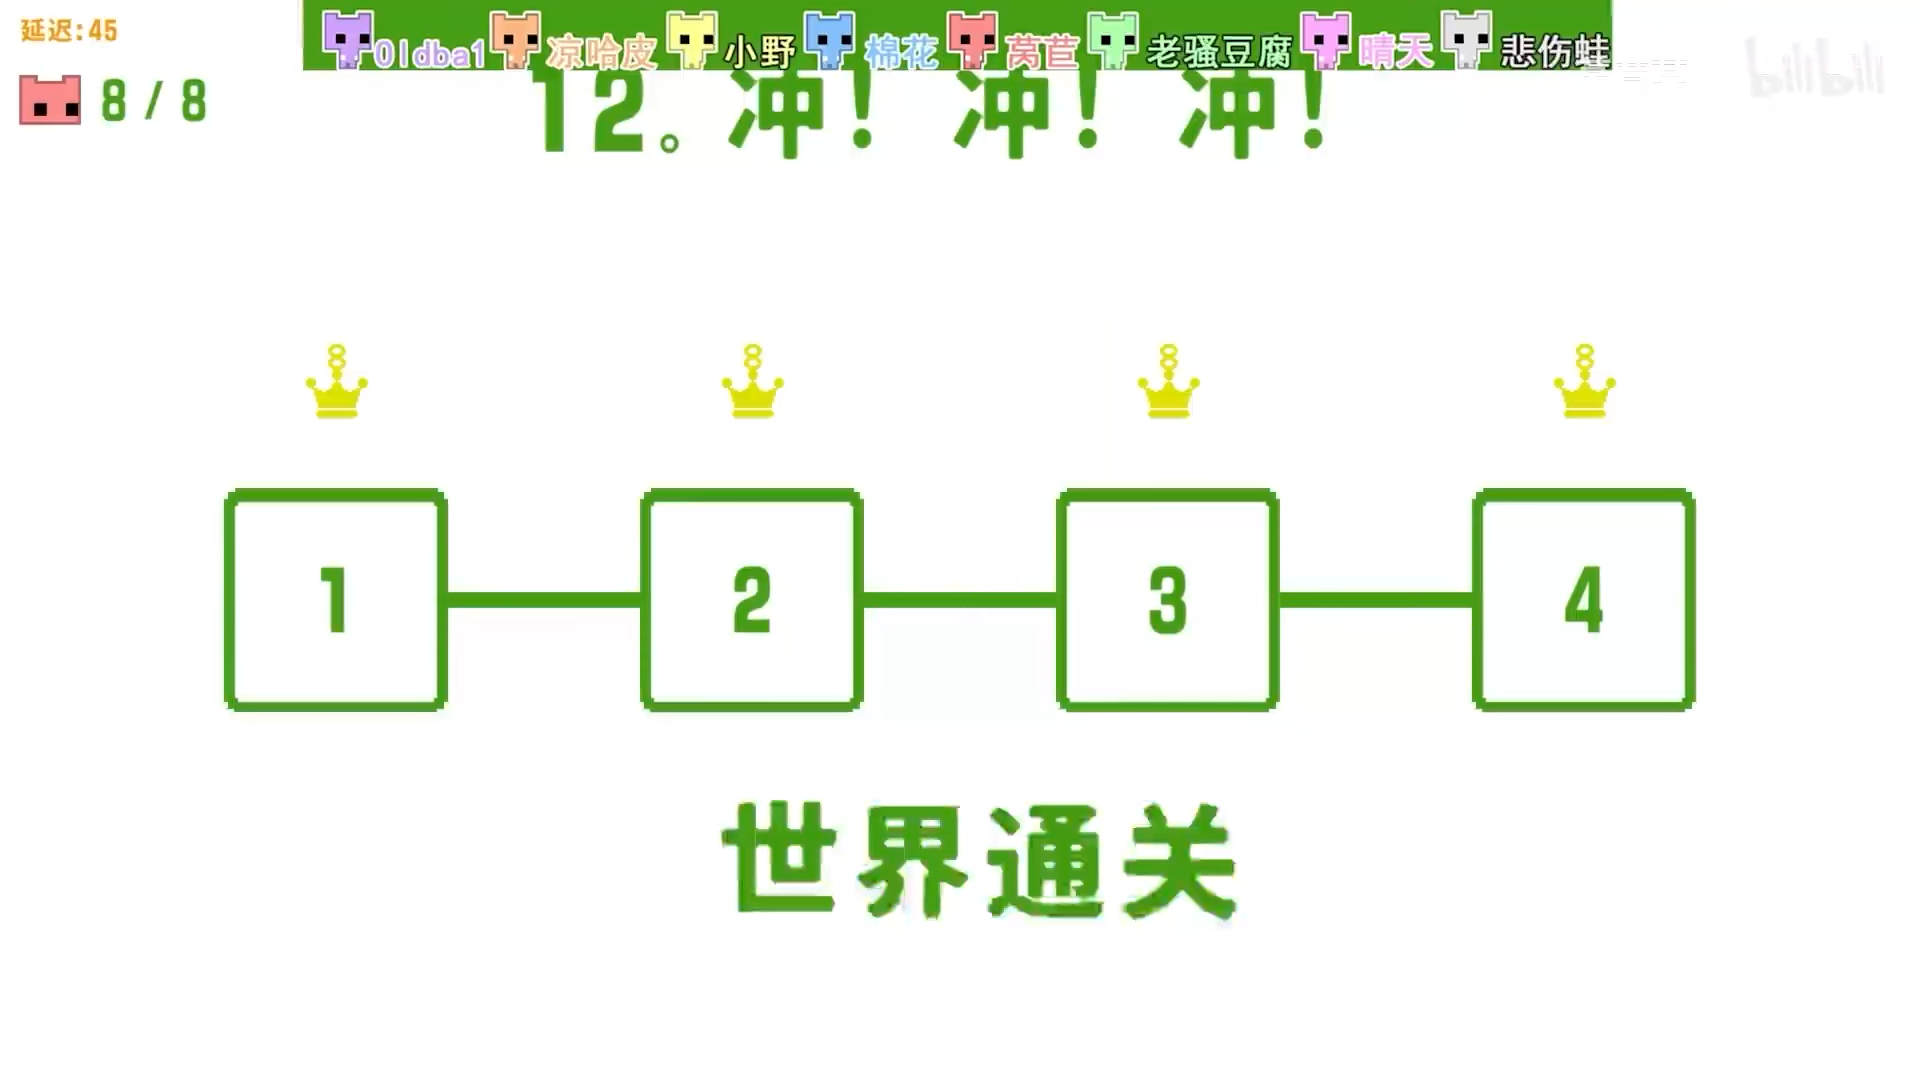 延迟:45
Oldba1 凉哈皮 小野 棉花 莴苣 老骚豆腐 晴天 悲伤蛙
bilibili
8 / 8
12。冲！冲！冲！
8 8 8 8
1 2 3 4
世界通关